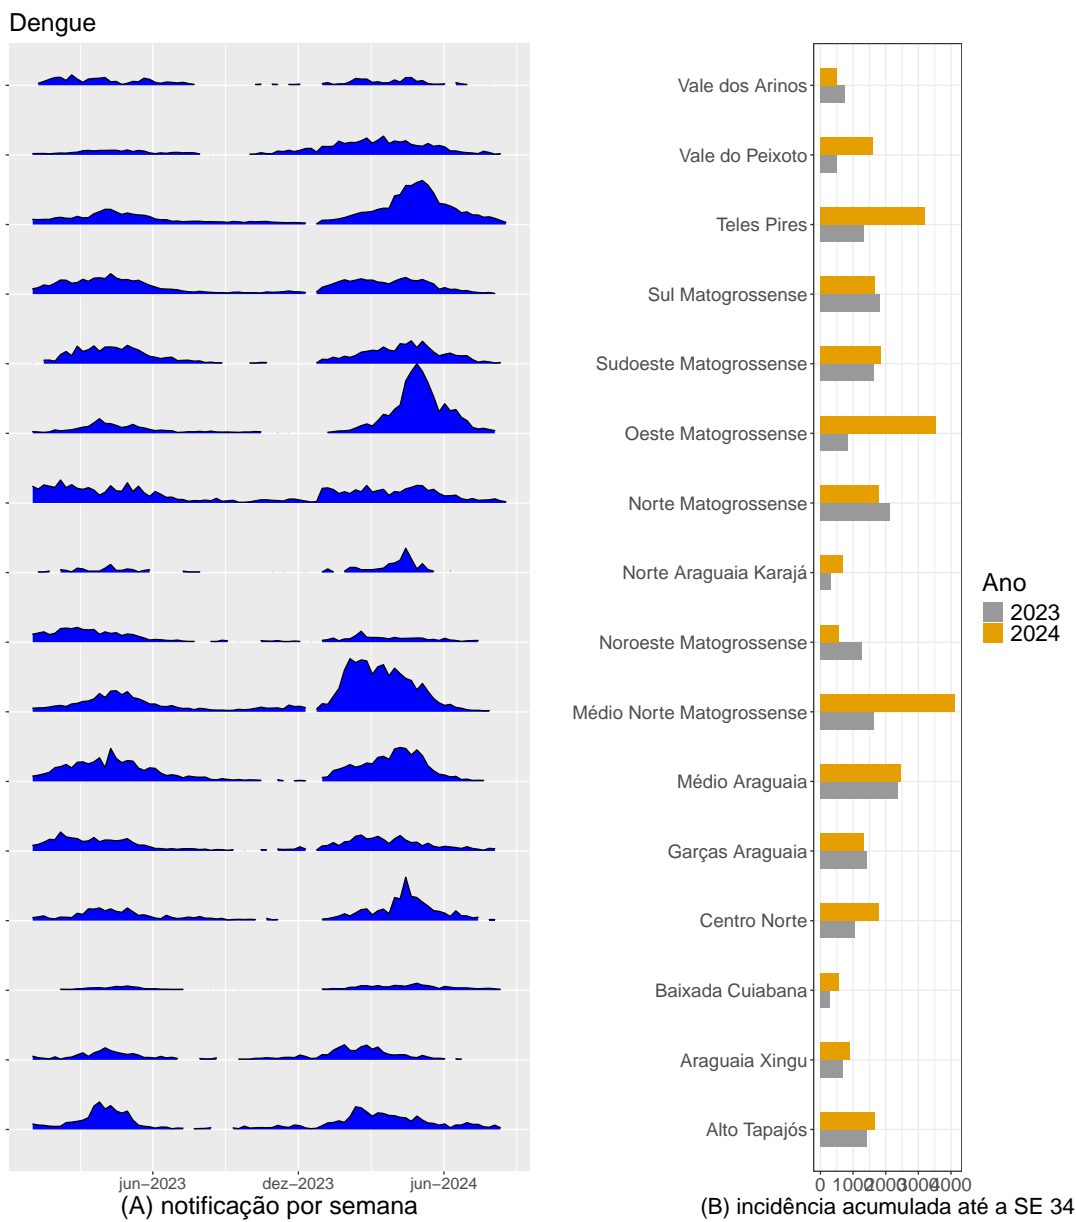 Dengue
Vale dos Arinos
Vale do Peixoto
Teles Pires
Sul Matogrossense
Sudoeste Matogrossense
Oeste Matogrossense
Norte Matogrossense
Norte Araguaia Karajá
Noroeste Matogrossense
Médio Norte Matogrossense
Médio Araguaia
Garças Araguaia
Centro Norte
Baixada Cuiabana
Araguaia Xingu
Alto Tapajós
Ano
2023
2024
jun–2023 dez–2023 jun–2024
0 1000 2000 3000 4000
(A) notificação por semana
(B) incidência acumulada até a SE 34